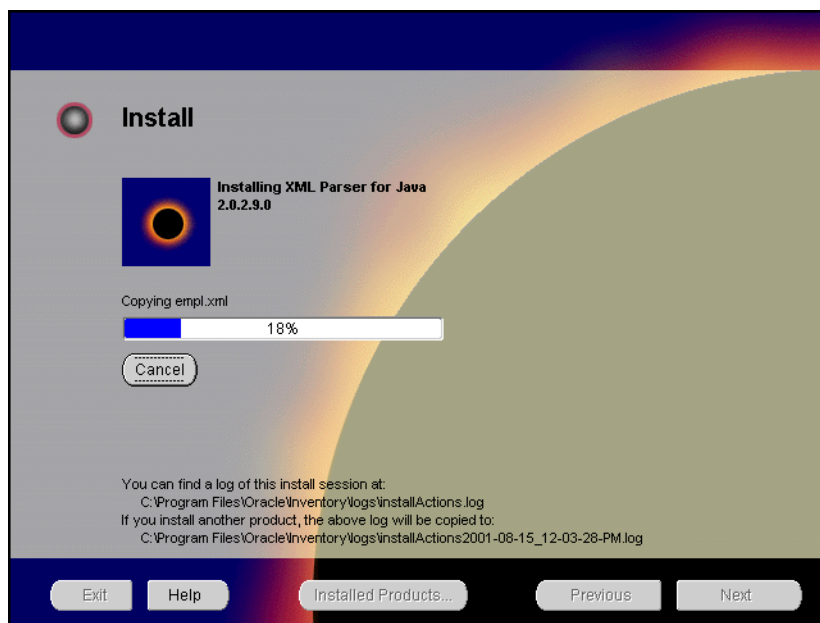 Install
Installing XML Parser for Java
2.0.2.9.0
Copying empl.xml
18%
Cancel
You can find a log of this install session at:
C:\Program Files\Oracle\Inventory\logs\installActions.log
If you install another product, the above log will be copied to:
C:\Program Files\Oracle\Inventory\logs\installActions2001-08-15_12-03-28-PM.log
Exit
Help
Installed Products...
Previous
Next